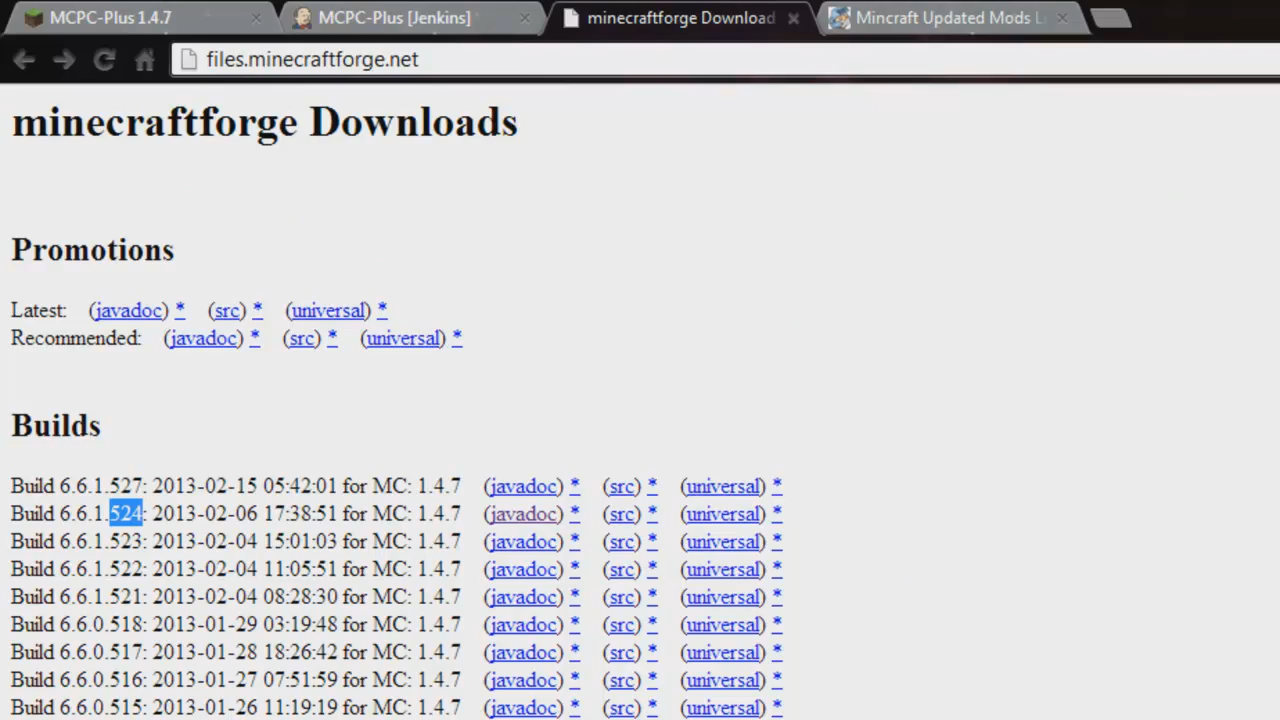 MCPC-Plus 1.4.7
MCPC-Plus [Jenkins]
minecraftforge Download
Mincraft Updated Mods L
files.minecraftforge.net
minecraftforge Downloads
Promotions
Latest: (javadoc) * (src) * (universal) *
Recommended: (javadoc) * (src) * (universal) *
Builds
Build 6.6.1.527: 2013-02-15 05:42:01 for MC: 1.4.7 (javadoc) * (src) * (universal) *
Build 6.6.1.524: 2013-02-06 17:38:51 for MC: 1.4.7 (javadoc) * (src) * (universal) *
Build 6.6.1.523: 2013-02-04 15:01:03 for MC: 1.4.7 (javadoc) * (src) * (universal) *
Build 6.6.1.522: 2013-02-04 11:05:51 for MC: 1.4.7 (javadoc) * (src) * (universal) *
Build 6.6.1.521: 2013-02-04 08:28:30 for MC: 1.4.7 (javadoc) * (src) * (universal) *
Build 6.6.0.518: 2013-01-29 03:19:48 for MC: 1.4.7 (javadoc) * (src) * (universal) *
Build 6.6.0.517: 2013-01-28 18:26:42 for MC: 1.4.7 (javadoc) * (src) * (universal) *
Build 6.6.0.516: 2013-01-27 07:51:59 for MC: 1.4.7 (javadoc) * (src) * (universal) *
Build 6.6.0.515: 2013-01-26 11:19:19 for MC: 1.4.7 (javadoc) * (src) * (universal) *